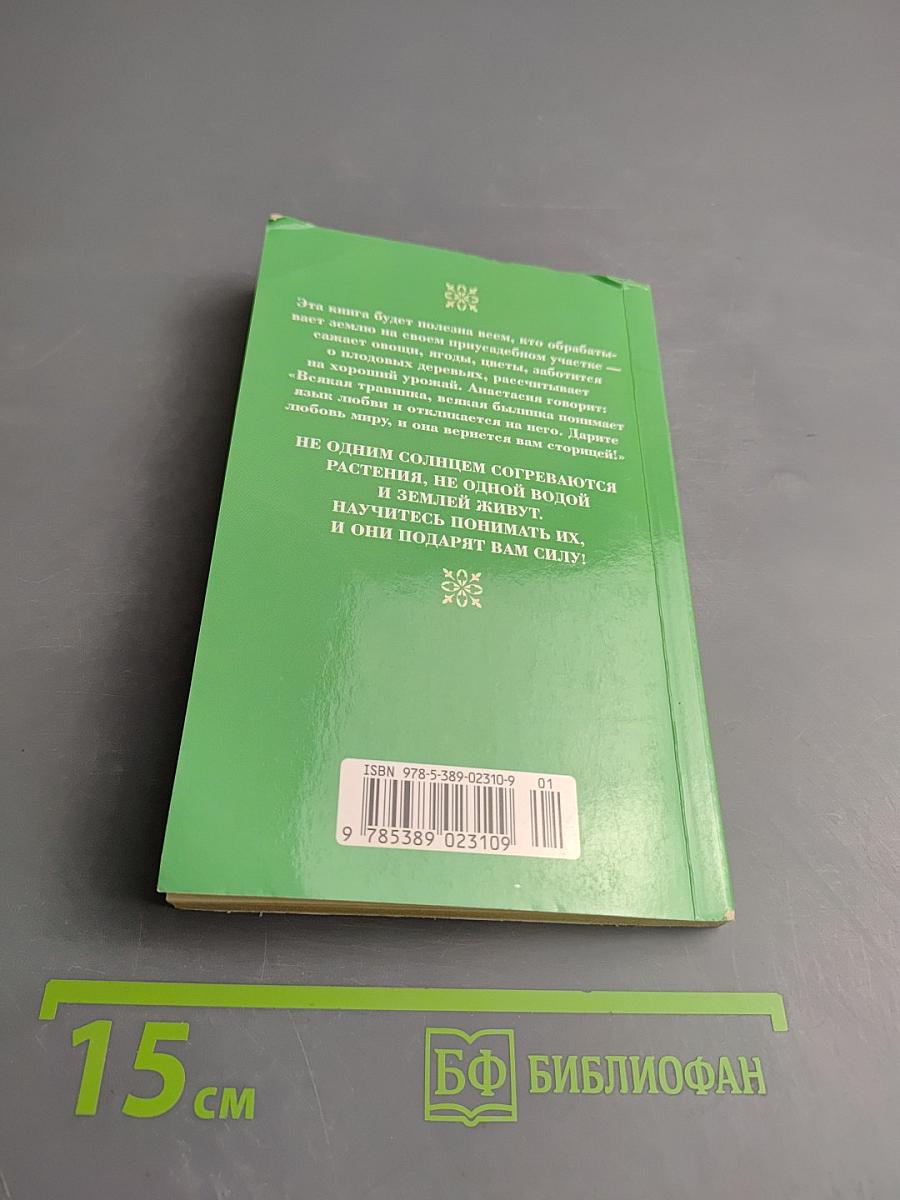 Эта книга будет полезна всем, кто обрабаты-
вает землю на своем приусадебном участке —
сажает овощи, ягоды, цветы, заботится
о плодовых деревьях, рассчитывает
на хороший урожай. Анастасия говорит:
«Всякая травинка, всякая былинка понимает
язык любви и откликается на него. Дарите
любовь миру, и она вернется вам сторицей!»
НЕ ОДНИМ СОЛНЦЕМ СОГРЕВАЮТСЯ
РАСТЕНИЯ, НЕ ОДНОЙ ВОДОЙ
И ЗЕМЛЕЙ ЖИВУТ.
НАУЧИТЕСЬ ПОНИМАТЬ ИХ,
И ОНИ ПОДАРЯТ ВАМ СИЛУ!
ISBN 978-5-389-02310-9 01
9 785389 023109
15 см
БФ БИБЛИОФАН